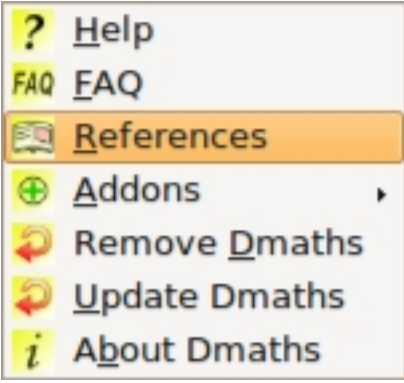 ? Help
FAQ FAQ
References
Addons
Remove Dmaths
Update Dmaths
i About Dmaths